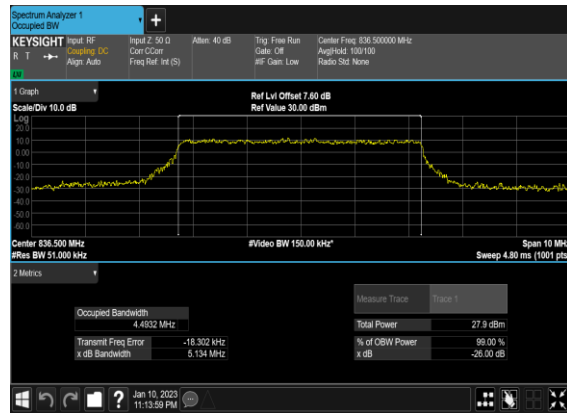 Spectrum Analyzer 1
Occupied BW
+
KEYSIGHT
R T
LW
Input: RF
Coupling: DC
Align: Auto
Input Z: 50 Ω
Corr CCorr
Freq Ref: Int (S)
Atten: 40 dB
Trig: Free Run
Gate: Off
#IF Gain: Low
Center Freq: 836.500000 MHz
Avg|Hold: 100/100
Radio Std: None
1 Graph
Scale/Div 10.0 dB
Ref Lvl Offset 7.60 dB
Ref Value 30.00 dBm
Log
20.0
10.0
0.00
-10.0
-20.0
-30.0
-40.0
-50.0
-60.0
Center 836.500 MHz
#Res BW 51.000 kHz
#Video BW 150.00 kHz*
Span 10 MHz
Sweep 4.80 ms (1001 pts
2 Metrics
Measure Trace
Trace 1
Occupied Bandwidth
4.4932 MHz
Total Power
27.9 dBm
Transmit Freq Error
-18.302 kHz
% of OBW Power
99.00 %
x dB Bandwidth
5.134 MHz
x dB
-26.00 dB
?
Jan 10, 2023
11:13:59 PM